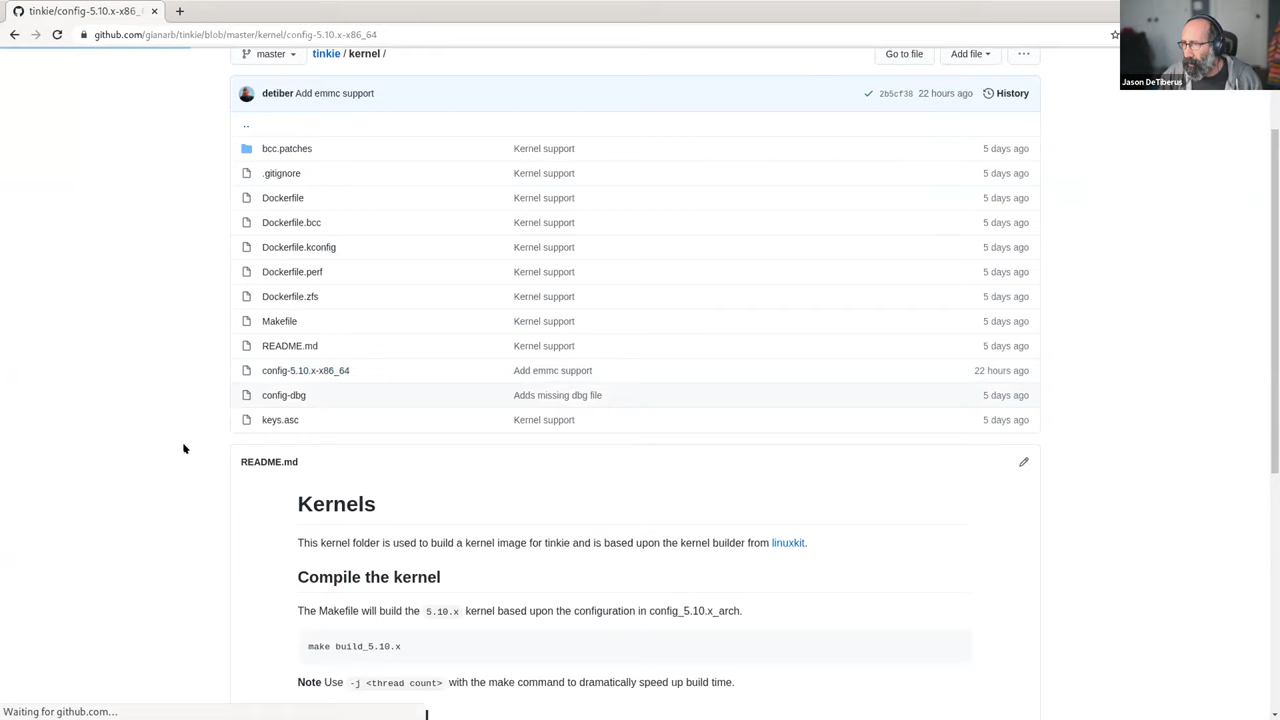 tinkie/config-5.10.x-x86_6
github.com/gianarb/tinkie/blob/master/kernel/config-5.10.x-x86_64
Jason DeTiberus
master
tinkie / kernel /
Go to file
Add file
detiber Add emmc support
2b5cf38 22 hours ago
History
..
bcc.patches Kernel support 5 days ago
.gitignore Kernel support 5 days ago
Dockerfile Kernel support 5 days ago
Dockerfile.bcc Kernel support 5 days ago
Dockerfile.kconfig Kernel support 5 days ago
Dockerfile.perf Kernel support 5 days ago
Dockerfile.zfs Kernel support 5 days ago
Makefile Kernel support 5 days ago
README.md Kernel support 5 days ago
config-5.10.x-x86_64 Add emmc support 22 hours ago
config-dbg Adds missing dbg file 5 days ago
keys.asc Kernel support 5 days ago
README.md
Kernels
This kernel folder is used to build a kernel image for tinkie and is based upon the kernel builder from linuxkit.
Compile the kernel
The Makefile will build the 5.10.x kernel based upon the configuration in config_5.10.x_arch.
make build_5.10.x
Note Use -j <thread count> with the make command to dramatically speed up build time.
Waiting for github.com...